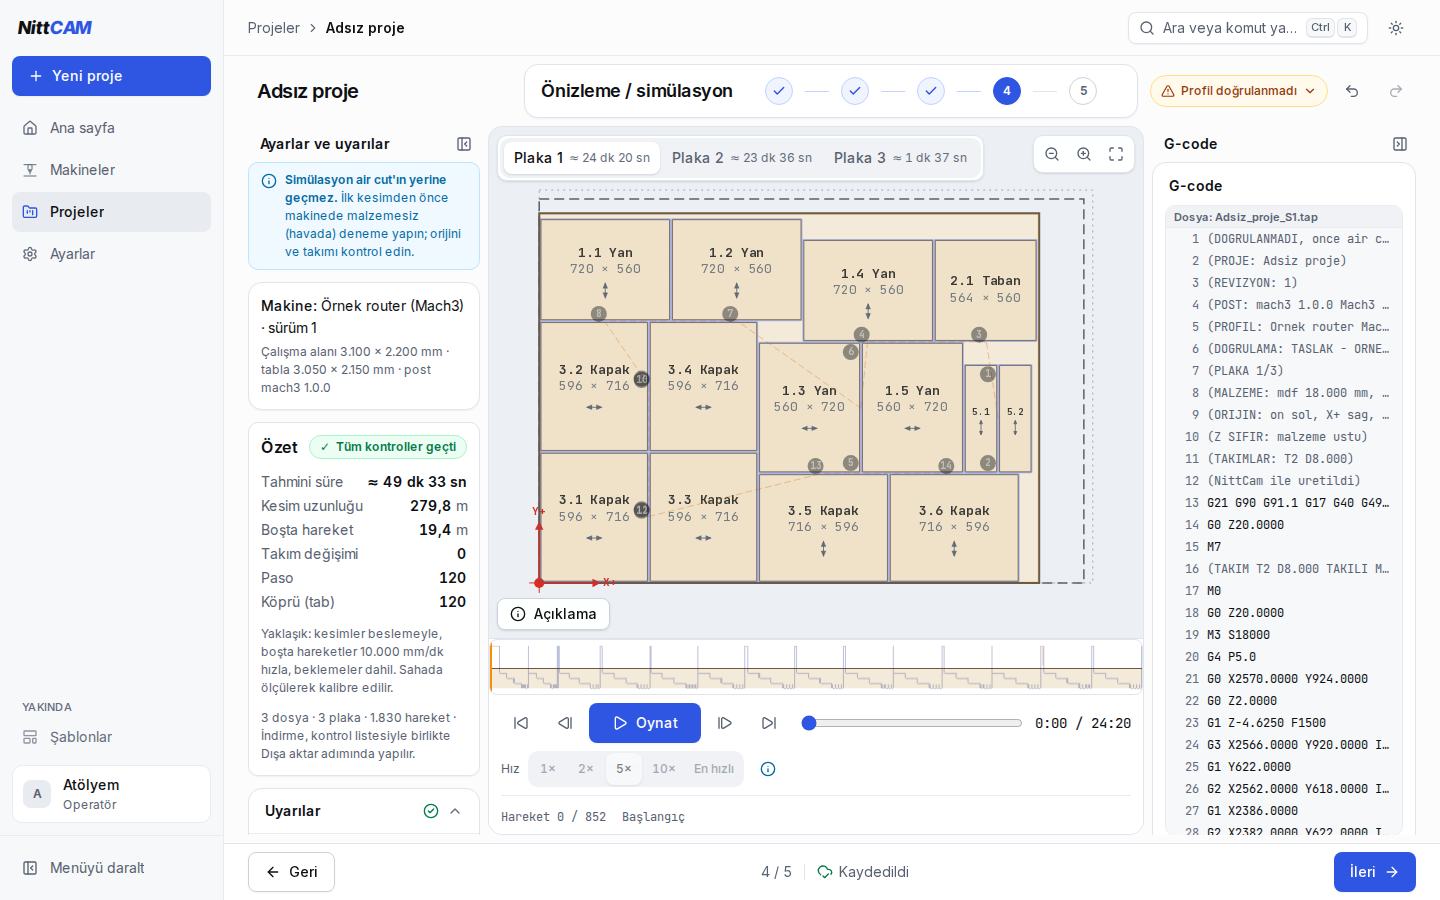 NittCAM
Yeni proje
Ana sayfa
Makineler
Projeler
Ayarlar
YAKINDA
Şablonlar
A
Atölyem
Operatör
Menüyü daralt
Projeler
Adsız proje
Ara veya komut ya...
Ctrl
K
Adsız proje
Önizleme / simülasyon
4
5
Profil doğrulanmadı
Ayarlar ve uyarılar
Simülasyon air cut'ın yerine
geçmez. İlk kesimden önce
makinede malzemesiz
(havada) deneme yapın; orijini
ve takımı kontrol edin.
Makine: Örnek router (Mach3)
· sürüm 1
Çalışma alanı 3.100 × 2.200 mm ·
tabla 3.050 × 2.150 mm · post
mach3 1.0.0
Özet
✓ Tüm kontroller geçti
Tahmini süre ≈ 49 dk 33 sn
Kesim uzunluğu 279,8 m
Boşta hareket 19,4 m
Takım değişimi 0
Paso 120
Köprü (tab) 120
Yaklaşık: kesimler beslemeyle,
boşta hareketler 10.000 mm/dk
hızla, beklemeler dahil. Sahada
ölçülerek kalibre edilir.
3 dosya · 3 plaka · 1.830 hareket ·
İndirme, kontrol listesiyle birlikte
Dışa aktar adımında yapılır.
Uyarılar
Plaka 1 ≈ 24 dk 20 sn
Plaka 2 ≈ 23 dk 36 sn
Plaka 3 ≈ 1 dk 37 sn
1.1 Yan
720 × 560
8
1.2 Yan
720 × 560
7
1.4 Yan
720 × 560
4
2.1 Taban
564 × 560
3
3.2 Kapak
596 × 716
10
3.4 Kapak
596 × 716
6
1.3 Yan
560 × 720
5
1.5 Yan
560 × 720
1
5.1
2
5.2
3.1 Kapak
596 × 716
12
3.3 Kapak
596 × 716
13
3.5 Kapak
716 × 596
14
3.6 Kapak
716 × 596
Y+
X+
Açıklama
Oynat
0:00 / 24:20
Hız
1×
2×
5×
10×
En hızlı
Hareket 0 / 852 Başlangıç
G-code
G-code
Dosya: Adsiz_proje_S1.tap
1 (DOGRULANMADI, once air c…
2 (PROJE: Adsiz proje)
3 (REVIZYON: 1)
4 (POST: mach3 1.0.0 Mach3 …
5 (PROFIL: Ornek router Mac…
6 (DOGRULAMA: TASLAK - ORNE…
7 (PLAKA 1/3)
8 (MALZEME: mdf 18.000 mm, …
9 (ORIJIN: on sol, X+ sag, …
10 (Z SIFIR: malzeme ustu)
11 (TAKIMLAR: T2 D8.000)
12 (NittCam ile uretildi)
13 G21 G90 G91.1 G17 G40 G49…
14 G0 Z20.0000
15 M7
16 (TAKIM T2 D8.000 TAKILI M…
17 M0
18 G0 Z20.0000
19 M3 S18000
20 G4 P5.0
21 G0 X2570.0000 Y924.0000
22 G0 Z2.0000
23 G1 Z-4.6250 F1500
24 G3 X2566.0000 Y920.0000 I…
25 G1 Y622.0000
26 G2 X2562.0000 Y618.0000 I…
27 G1 X2386.0000
28 G2 X2382.0000 Y622.0000 I…
Geri
4 / 5
Kaydedildi
İleri